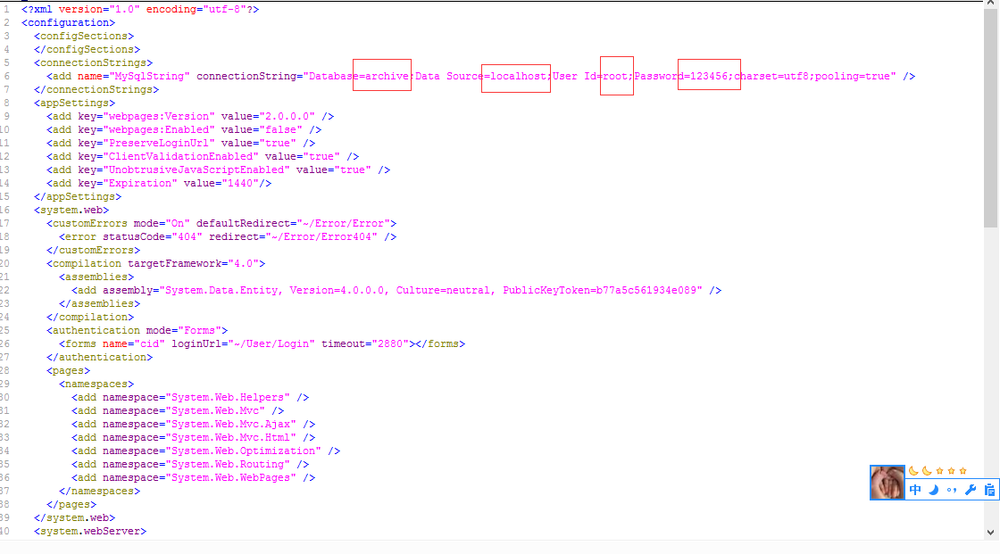 1 <?xml version="1.0" encoding="utf-8"?>
2 <configuration>
3 <configSections>
4 </configSections>
5 <connectionStrings>
6 <add name="MySqlString" connectionString="Database=archive;Data Source=localhost;User Id=root;Password=123456;charset=utf8;pooling=true" />
7 </connectionStrings>
8 <appSettings>
9 <add key="webpages:Version" value="2.0.0.0" />
10 <add key="webpages:Enabled" value="false" />
11 <add key="PreserveLoginUrl" value="true" />
12 <add key="ClientValidationEnabled" value="true" />
13 <add key="UnobtrusiveJavaScriptEnabled" value="true" />
14 <add key="Expiration" value="1440"/>
15 </appSettings>
16 <system.web>
17 <customErrors mode="On" defaultRedirect="~/Error/Error">
18 <error statusCode="404" redirect="~/Error/Error404" />
19 </customErrors>
20 <compilation targetFramework="4.0">
21 <assemblies>
22 <add assembly="System.Data.Entity, Version=4.0.0.0, Culture=neutral, PublicKeyToken=b77a5c561934e089" />
23 </assemblies>
24 </compilation>
25 <authentication mode="Forms">
26 <forms name="cid" loginUrl="~/User/Login" timeout="2880"></forms>
27 </authentication>
28 <pages>
29 <namespaces>
30 <add namespace="System.Web.Helpers" />
31 <add namespace="System.Web.Mvc" />
32 <add namespace="System.Web.Mvc.Ajax" />
33 <add namespace="System.Web.Mvc.Html" />
34 <add namespace="System.Web.Optimization" />
35 <add namespace="System.Web.Routing" />
36 <add namespace="System.Web.WebPages" />
37 </namespaces>
38 </pages>
39 </system.web>
40 <system.webServer>
中